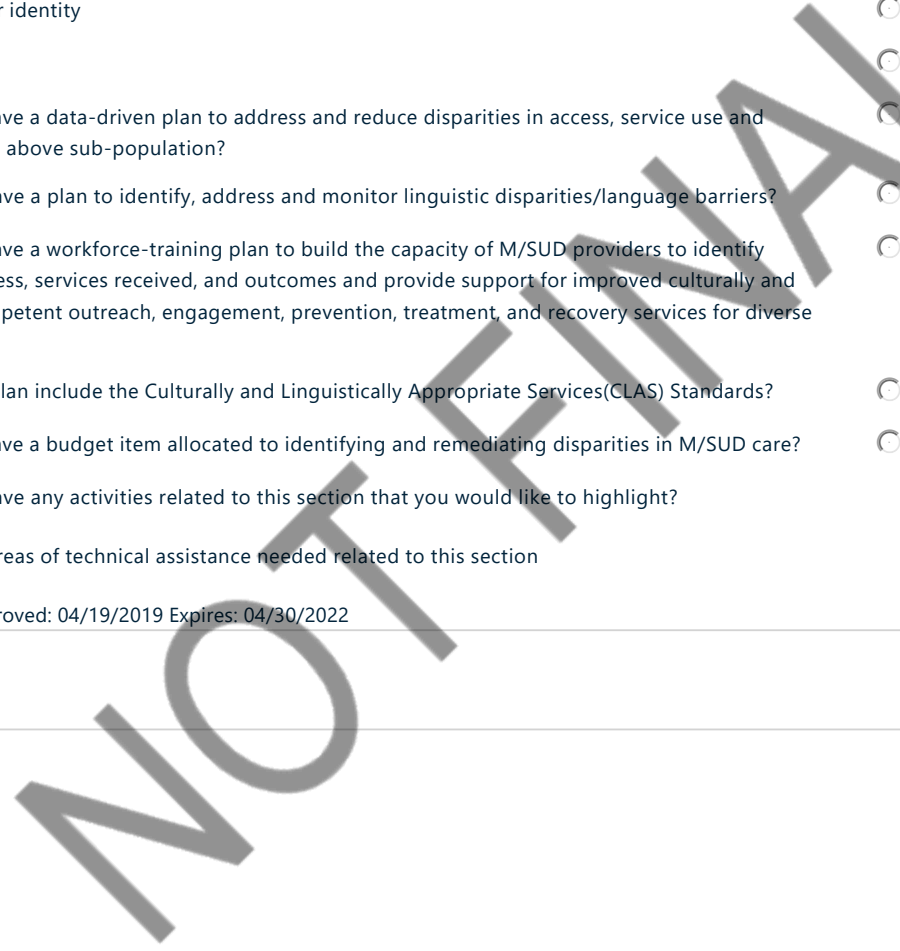 r identity
ve a data-driven plan to address and reduce disparities in access, service use and
above sub-population?
ve a plan to identify, address and monitor linguistic disparities/language barriers?
ve a workforce-training plan to build the capacity of M/SUD providers to identify
ess, services received, and outcomes and provide support for improved culturally and
petent outreach, engagement, prevention, treatment, and recovery services for diverse
lan include the Culturally and Linguistically Appropriate Services(CLAS) Standards?
ve a budget item allocated to identifying and remediating disparities in M/SUD care?
ve any activities related to this section that you would like to highlight?
reas of technical assistance needed related to this section
roved: 04/19/2019 Expires: 04/30/2022
NOT FINAL